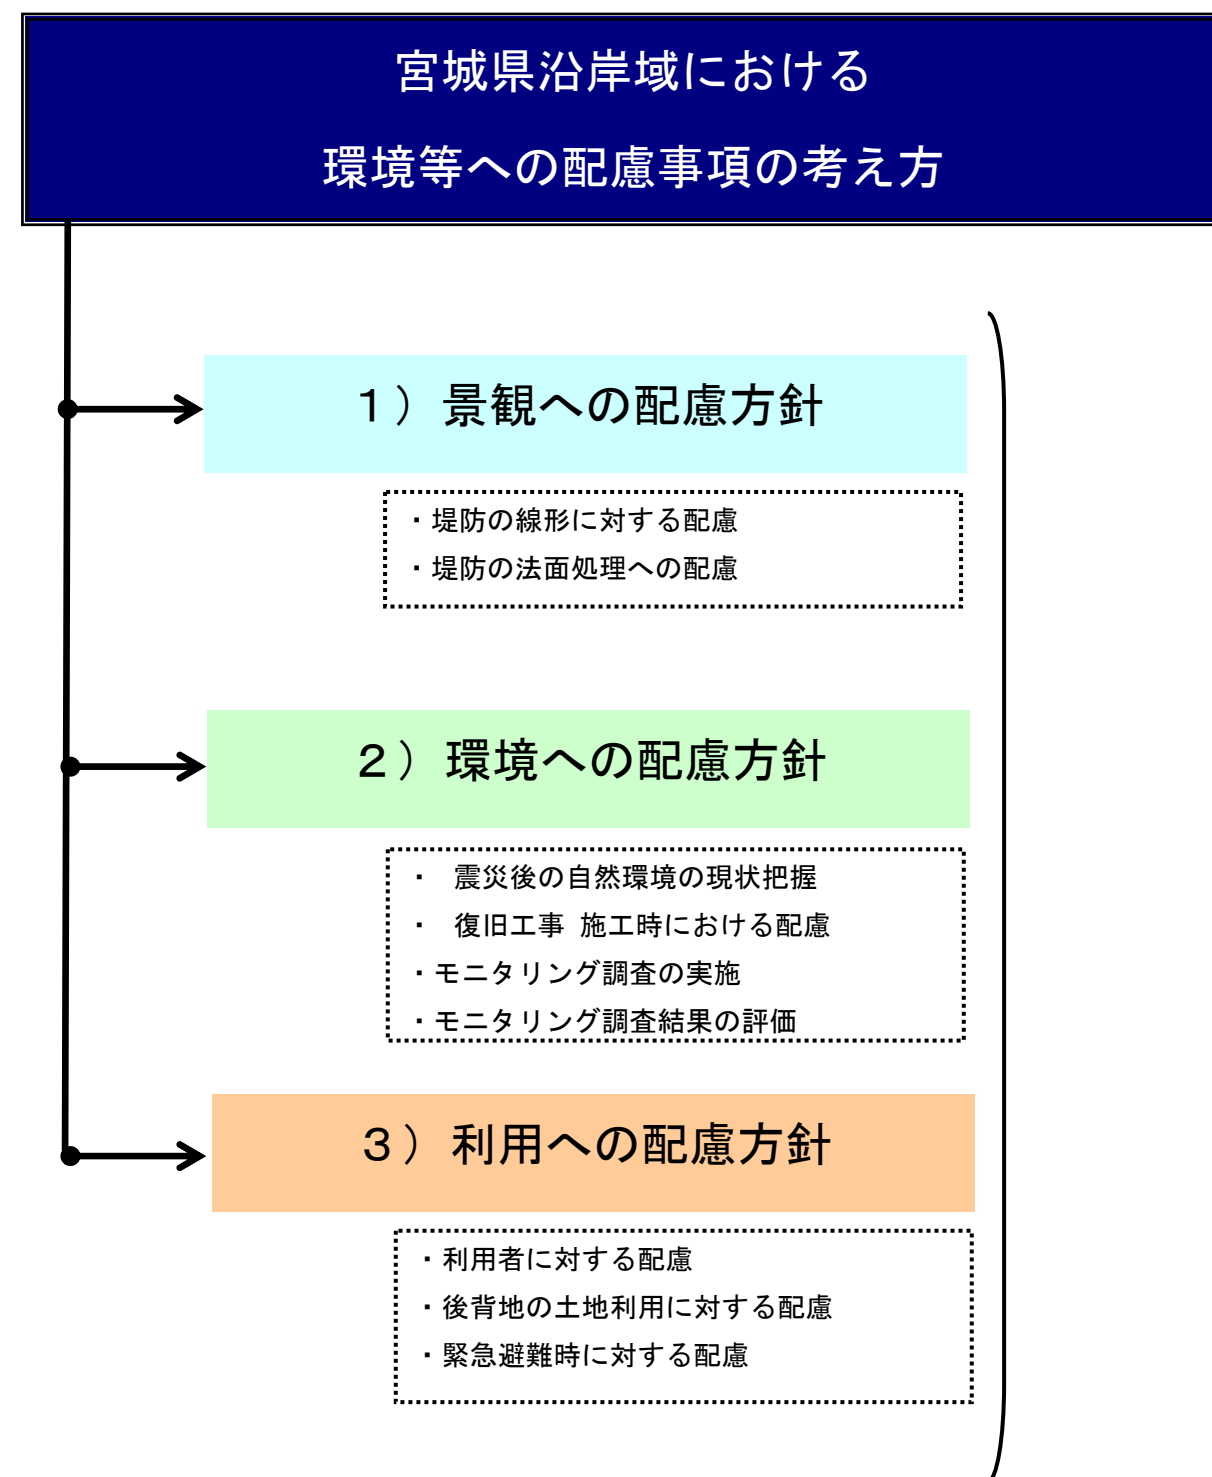 宮城県沿岸域における
環境等への配慮事項の考え方
１）景観への配慮方針
・堤防の線形に対する配慮
・堤防の法面処理への配慮
２）環境への配慮方針
・ 震災後の自然環境の現状把握
・ 復旧工事 施工時における配慮
・モニタリング調査の実施
・モニタリング調査結果の評価
３）利用への配慮方針
・利用者に対する配慮
・後背地の土地利用に対する配慮
・緊急避難時に対する配慮